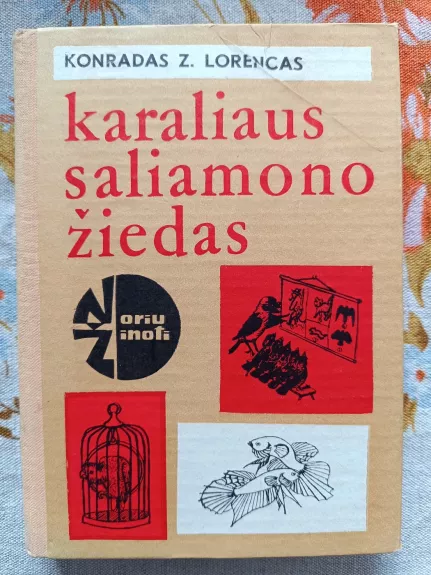 KONRADAS Z. LORENCAS
karaliaus
saliamono
žiedas
Noriu
Žinoti